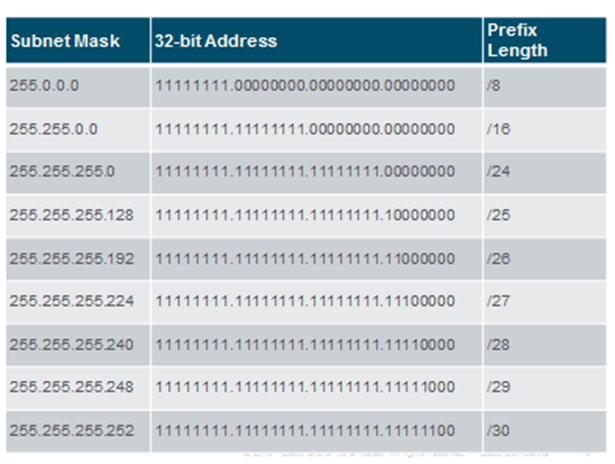 Subnet Mask 32-bit Address Prefix Length
255.0.0.0 11111111.00000000.00000000.00000000 /8
255.255.0.0 11111111.11111111.00000000.00000000 /16
255.255.255.0 11111111.11111111.11111111.00000000 /24
255.255.255.128 11111111.11111111.11111111.10000000 /25
255.255.255.192 11111111.11111111.11111111.11000000 /26
255.255.255.224 11111111.11111111.11111111.11100000 /27
255.255.255.240 11111111.11111111.11111111.11110000 /28
255.255.255.248 11111111.11111111.11111111.11111000 /29
255.255.255.252 11111111.11111111.11111111.11111100 /30